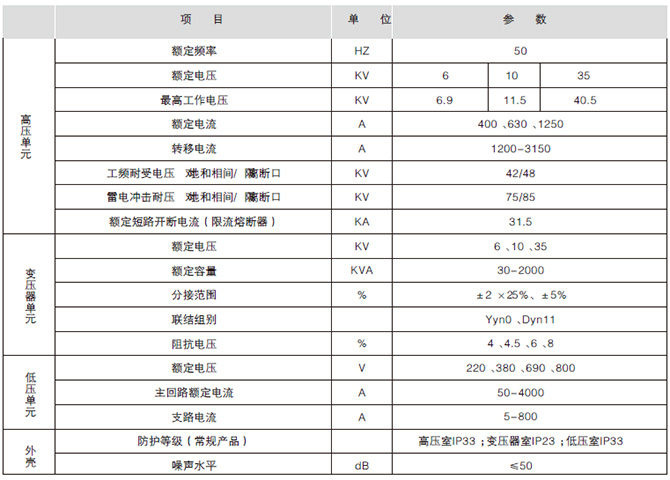 项 目 单 位 参 数
高压单元
额定频率 HZ 50
额定电压 KV 6 10 35
最高工作电压 KV 6.9 11.5 40.5
额定电流 A 400 、630 、1250
转移电流 A 1200-3150
工频耐受电压 对地和相间/ 隔离断口 KV 42/48
雷电冲击耐压 对地和相间/ 隔离断口 KV 75/85
额定短路开断电流(限流熔断器) KA 31.5
变压器单元
额定电压 KV 6 、10 、35
额定容量 KVA 30-2000
分接范围 % ±2 ×25%、±5%
联结组别 Yyn0 、Dyn11
阻抗电压 % 4 、4.5 、6 、8
低压单元
额定电压 V 220 、380 、690 、800
主回路额定电流 A 50-4000
支路电流 A 5-800
外壳
防护等级(常规产品) 高压室IP33 ;变压器室IP23 ;低压室IP33
噪声水平 dB ≤50